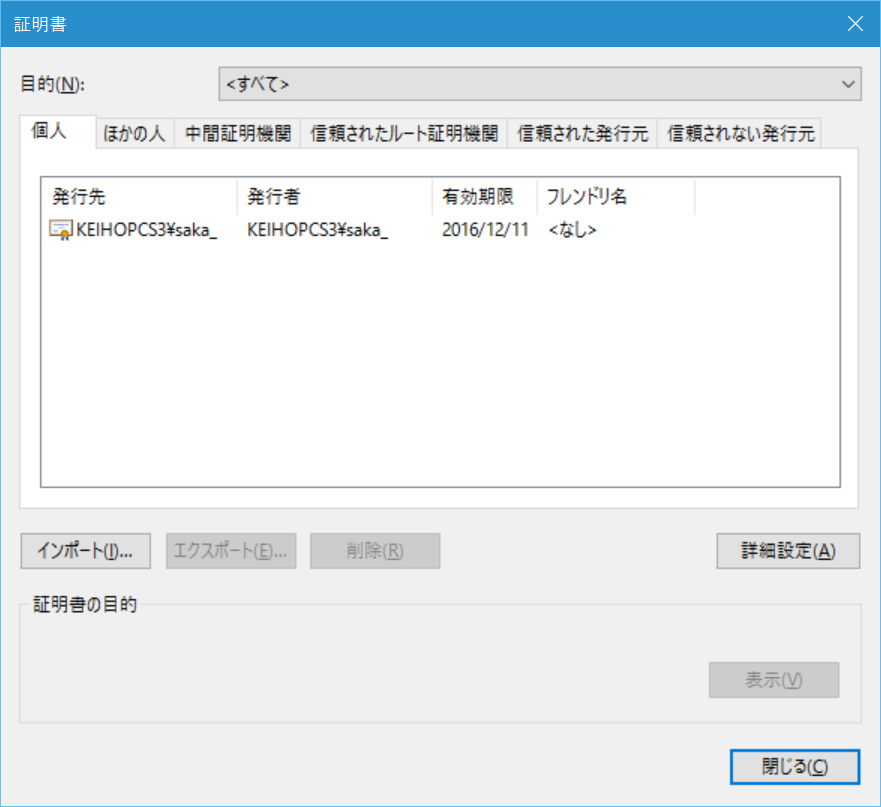 証明書
目的(N): <すべて>
個人 ほかの人 中間証明機関 信頼されたルート証明機関 信頼された発行元 信頼されない発行元
発行先 発行者 有効期限 フレンドリ名
KEIHOPCS3¥saka_ KEIHOPCS3¥saka_ 2016/12/11 <なし>
インポート(I)... エクスポート(E)... 削除(R) 詳細設定(A)
証明書の目的
表示(V)
閉じる(C)